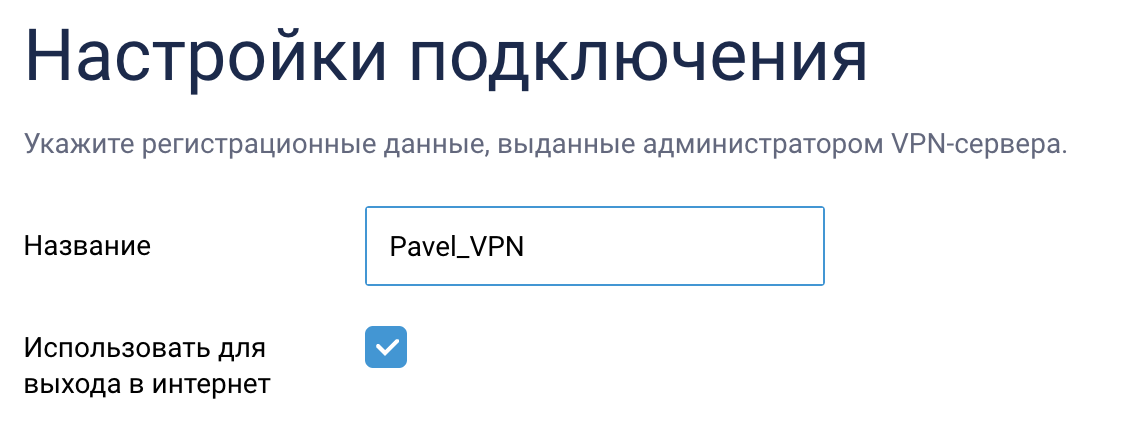 Настройки подключения
Укажите регистрационные данные, выданные администратором VPN-сервера.
Название
Pavel_VPN
Использовать для
выхода в интернет